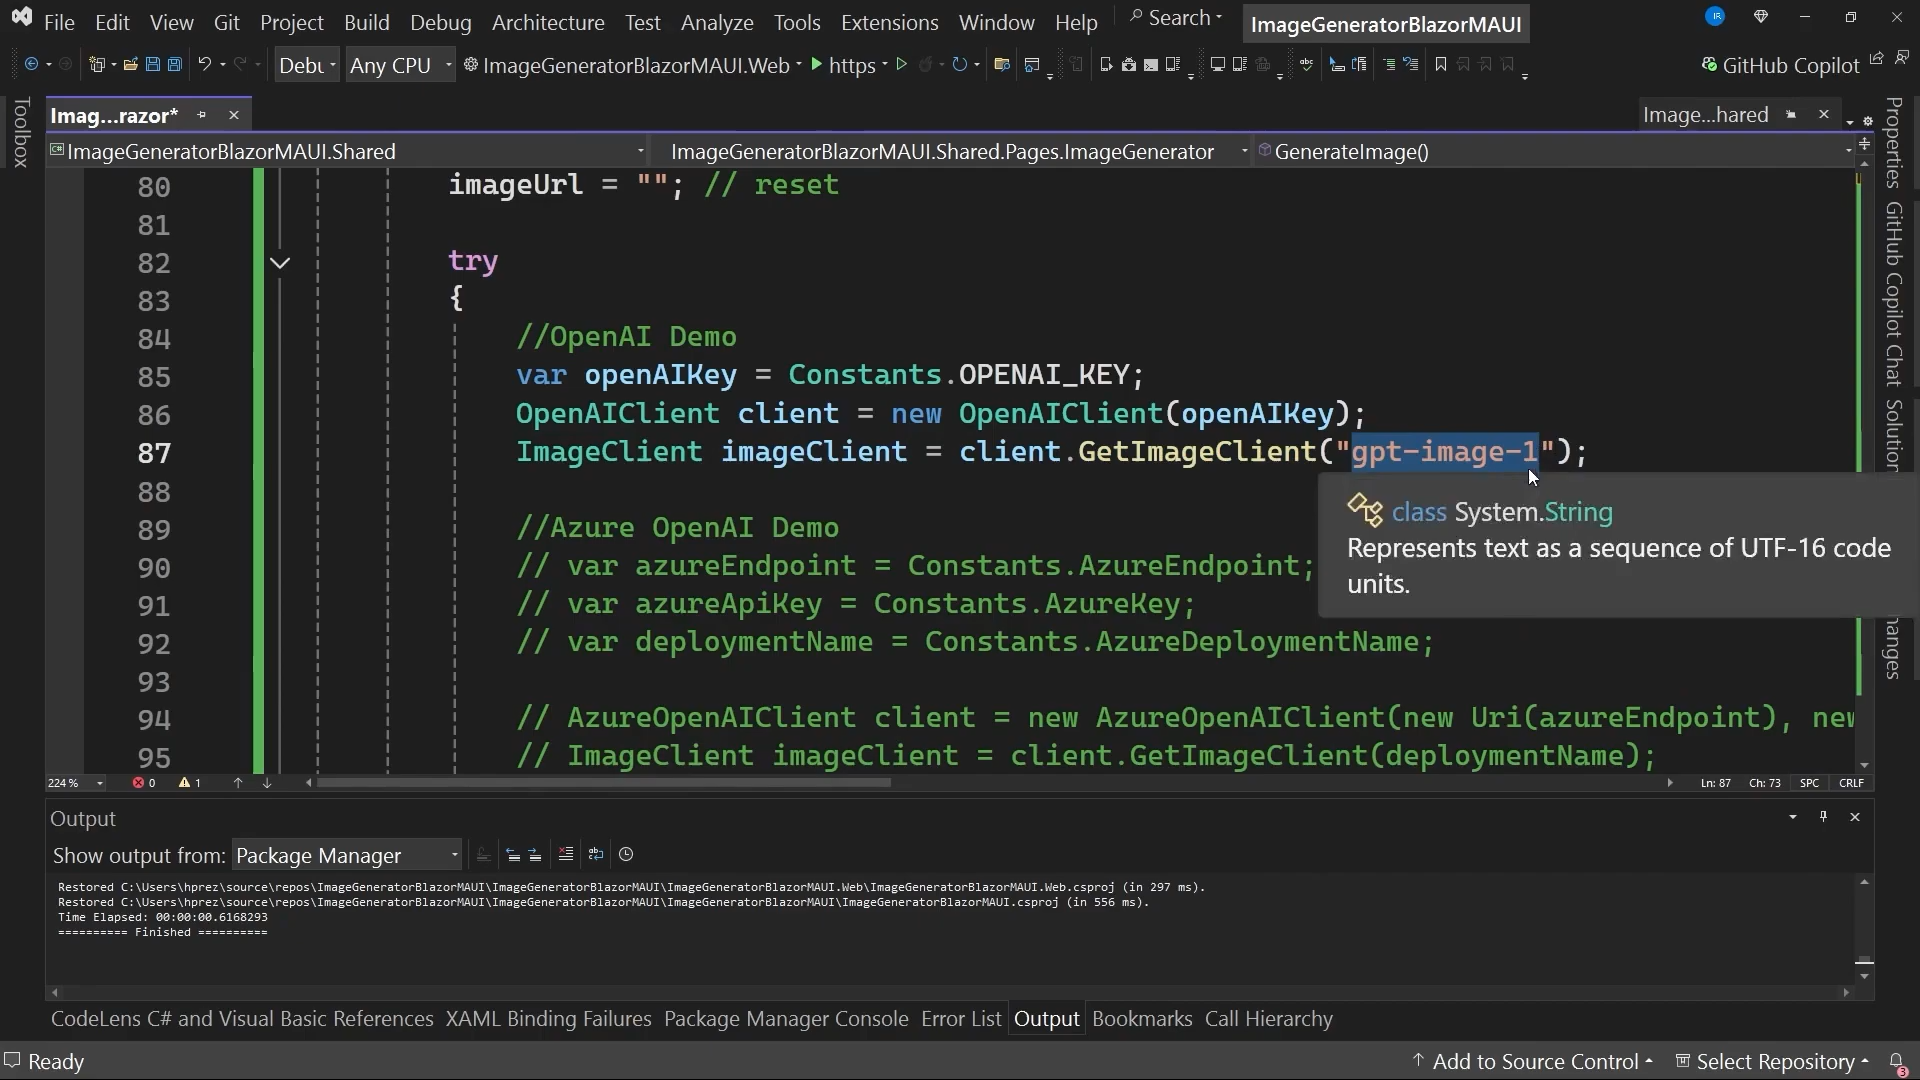 File Edit View Git Project Build Debug Architecture Test Analyze Tools Extensions Window Help Search ImageGeneratorBlazorMAUI IR
Debu Any CPU ImageGeneratorBlazorMAUI.Web https GitHub Copilot
Toolbox
Imag...razor*
Image...hared
ImageGeneratorBlazorMAUI.Shared ImageGeneratorBlazorMAUI.Shared.Pages.ImageGenerator GenerateImage()
80 imageUrl = ""; // reset
81
82 try
83 {
84 //OpenAI Demo
85 var openAIKey = Constants.OPENAI_KEY;
86 OpenAIClient client = new OpenAIClient(openAIKey);
87 ImageClient imageClient = client.GetImageClient("gpt-image-1");
88
89 //Azure OpenAI Demo
90 // var azureEndpoint = Constants.AzureEndpoint;
91 // var azureApiKey = Constants.AzureKey;
92 // var deploymentName = Constants.AzureDeploymentName;
93
94 // AzureOpenAIClient client = new AzureOpenAIClient(new Uri(azureEndpoint), new
95 // ImageClient imageClient = client.GetImageClient(deploymentName);
class System.String
Represents text as a sequence of UTF-16 code
units.
Properties
GitHub Copilot Chat
Solution
hanges
224 % 0 1 Ln: 87 Ch: 73 SPC CRLF
Output
Show output from: Package Manager
Restored C:\Users\hprez\source\repos\ImageGeneratorBlazorMAUI\ImageGeneratorBlazorMAUI\ImageGeneratorBlazorMAUI.Web\ImageGeneratorBlazorMAUI.Web.csproj (in 297 ms).
Restored C:\Users\hprez\source\repos\ImageGeneratorBlazorMAUI\ImageGeneratorBlazorMAUI\ImageGeneratorBlazorMAUI\ImageGeneratorBlazorMAUI.csproj (in 556 ms).
Time Elapsed: 00:00:00.6168293
========== Finished ==========
CodeLens C# and Visual Basic References XAML Binding Failures Package Manager Console Error List Output Bookmarks Call Hierarchy
Ready Add to Source Control Select Repository 3